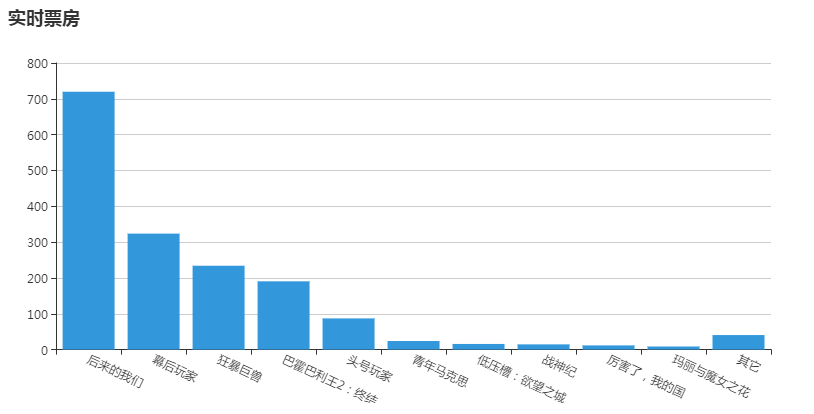 实时票房
800
700
600
500
400
300
200
100
0
后来的我们
幕后玩家
狂暴巨兽
巴霍巴利王2：终结
头号玩家
青年马克思
低压槽：欲望之城
战神纪
厉害了，我的国
玛丽与魔女之花
其它